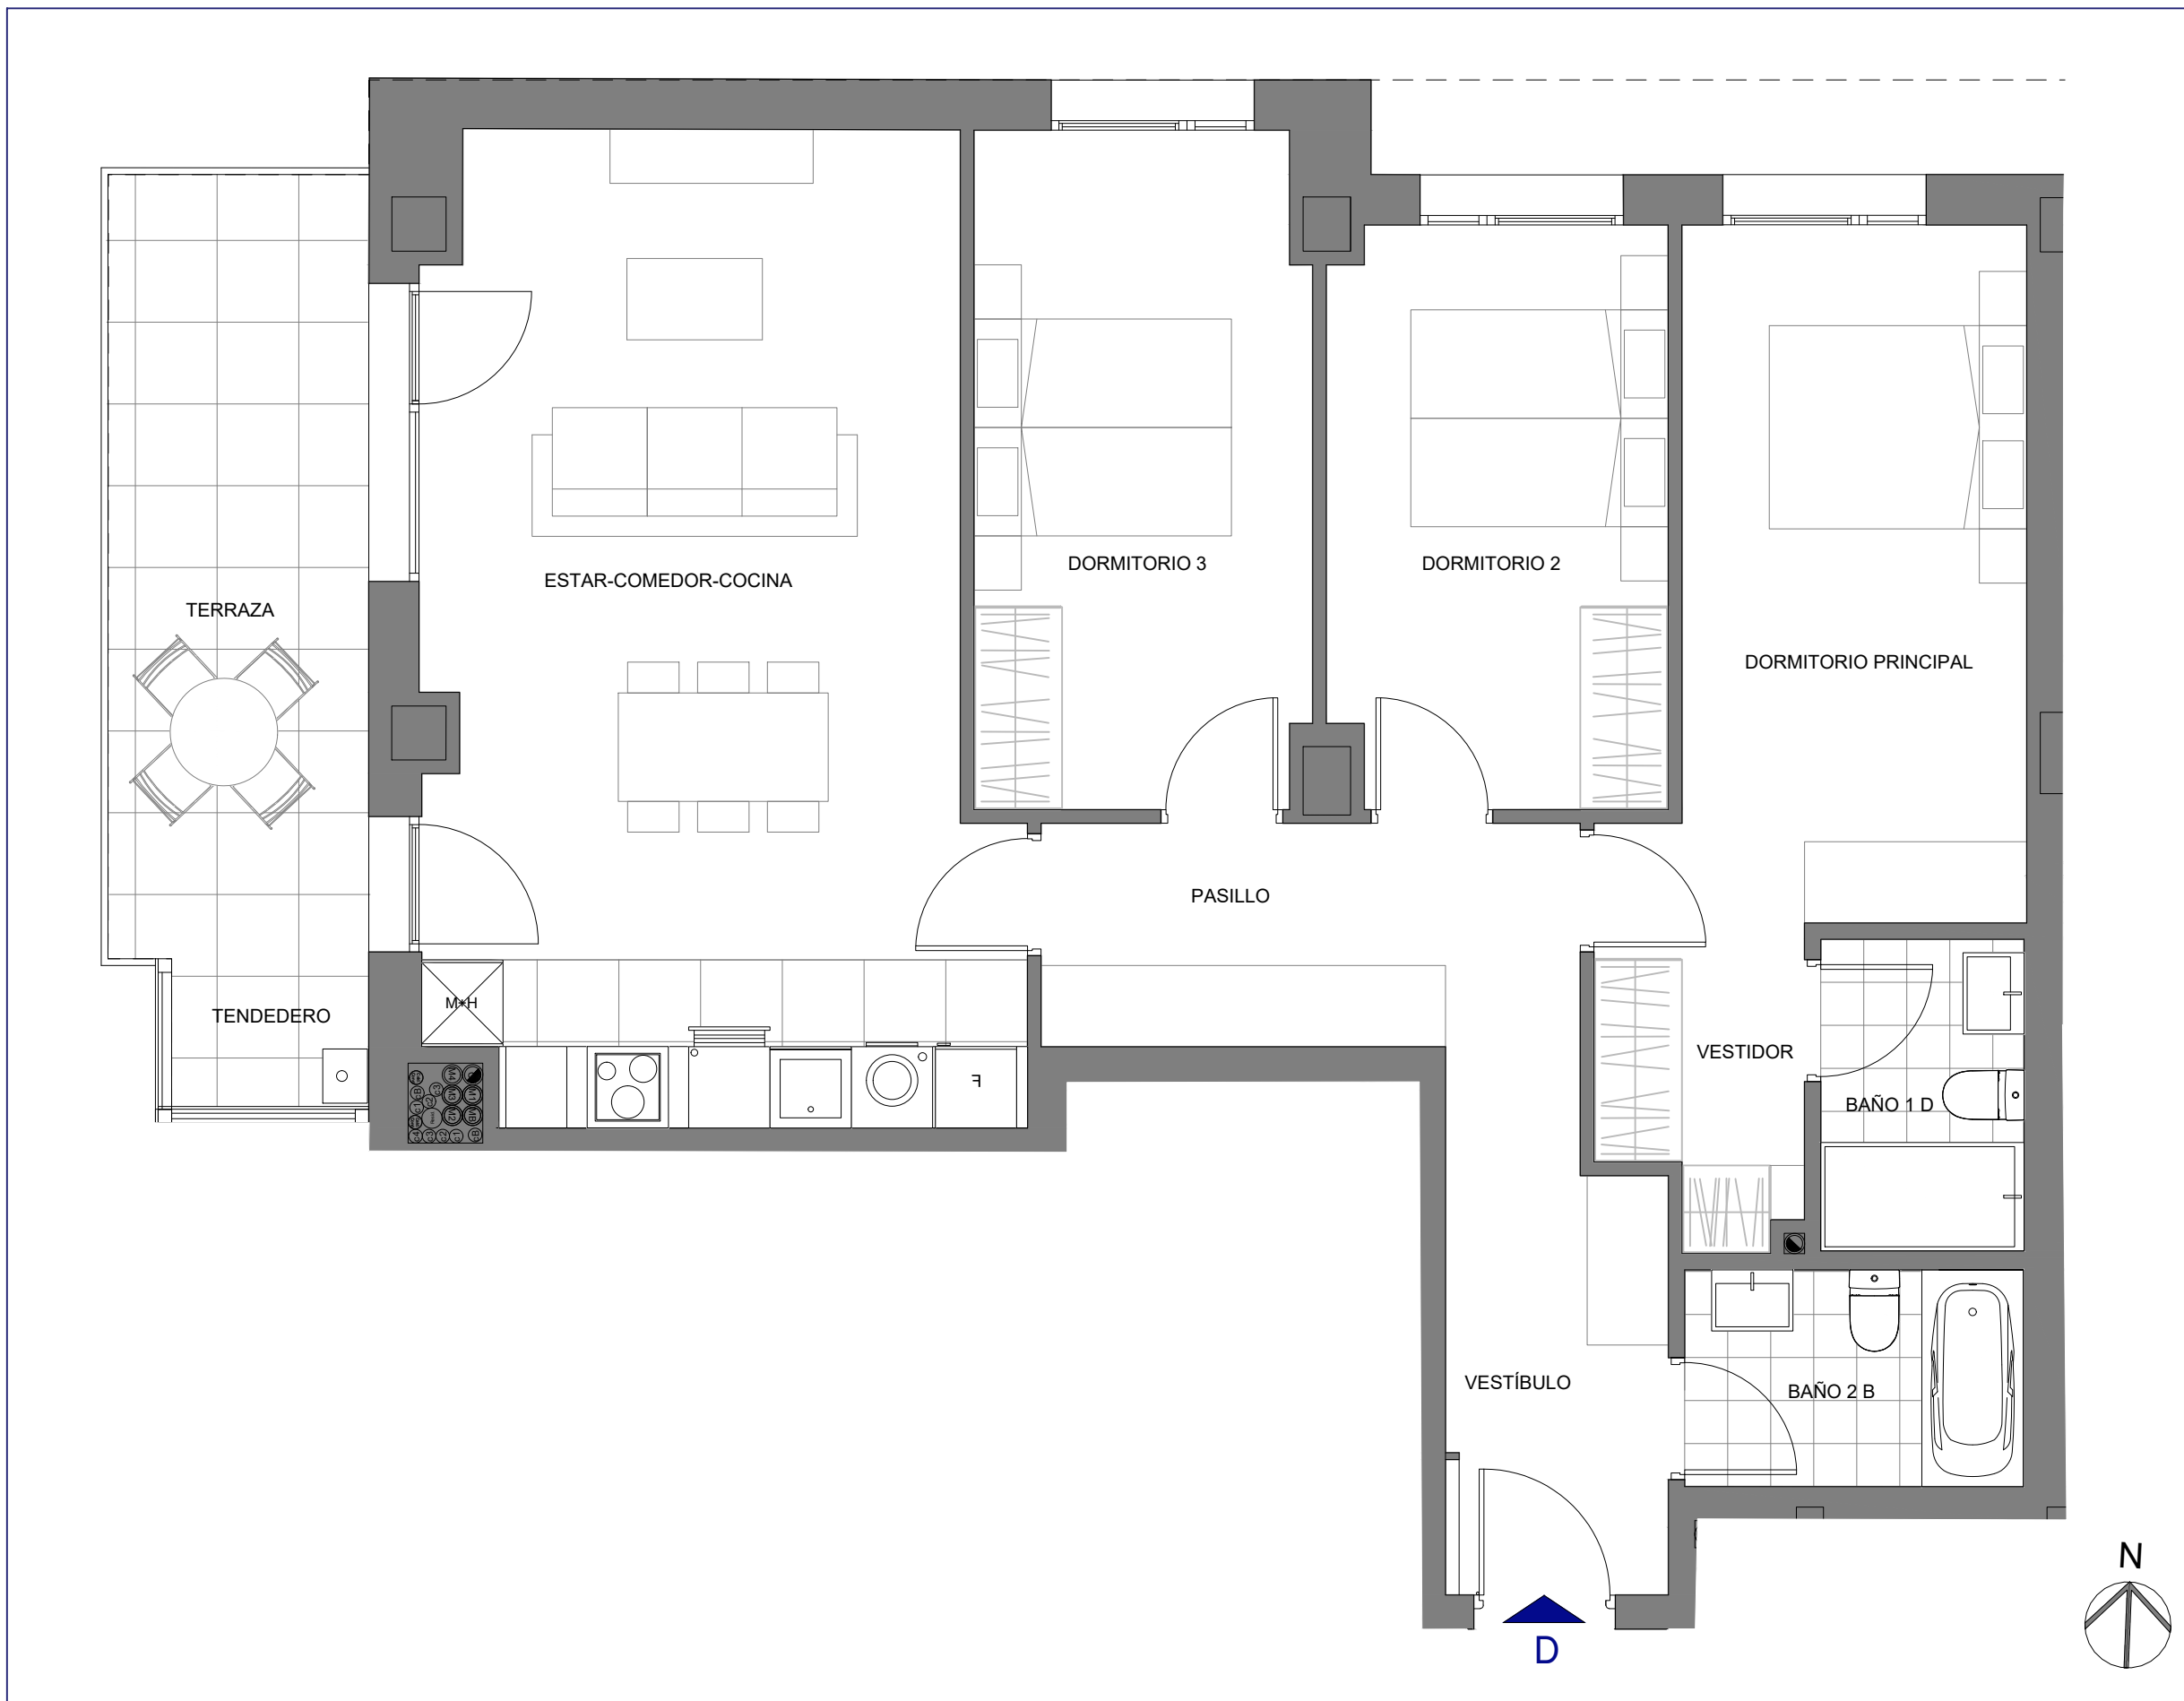 DORMITORIO 3
DORMITORIO 2
ESTAR-COMEDOR-COCINA
TERRAZA
DORMITORIO PRINCIPAL
PASILLO
M+H
TENDEDERO
VESTIDOR
F
BAÑO 1 D
VESTÍBULO
BAÑO 2 B
N
D